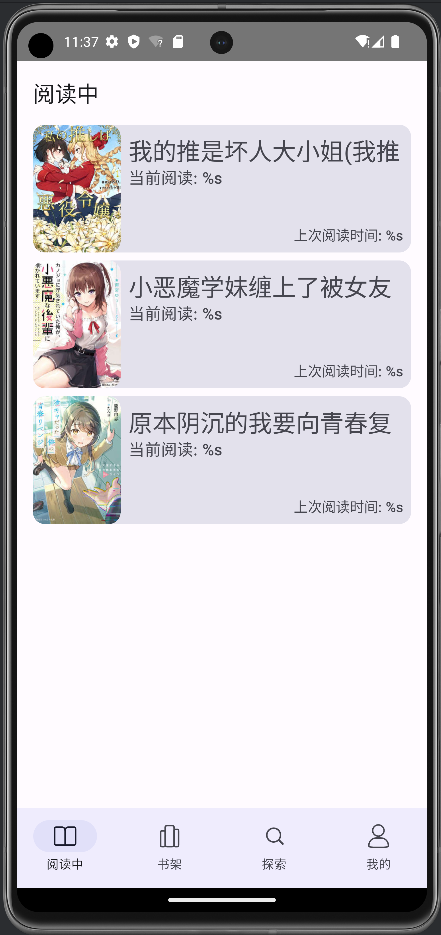 11:37
阅读中
我的推是坏人大小姐(我推
当前阅读: %s
上次阅读时间: %s
小恶魔学妹缠上了被女友
当前阅读: %s
上次阅读时间: %s
原本阴沉的我要向青春复
当前阅读: %s
上次阅读时间: %s
阅读中
书架
探索
我的